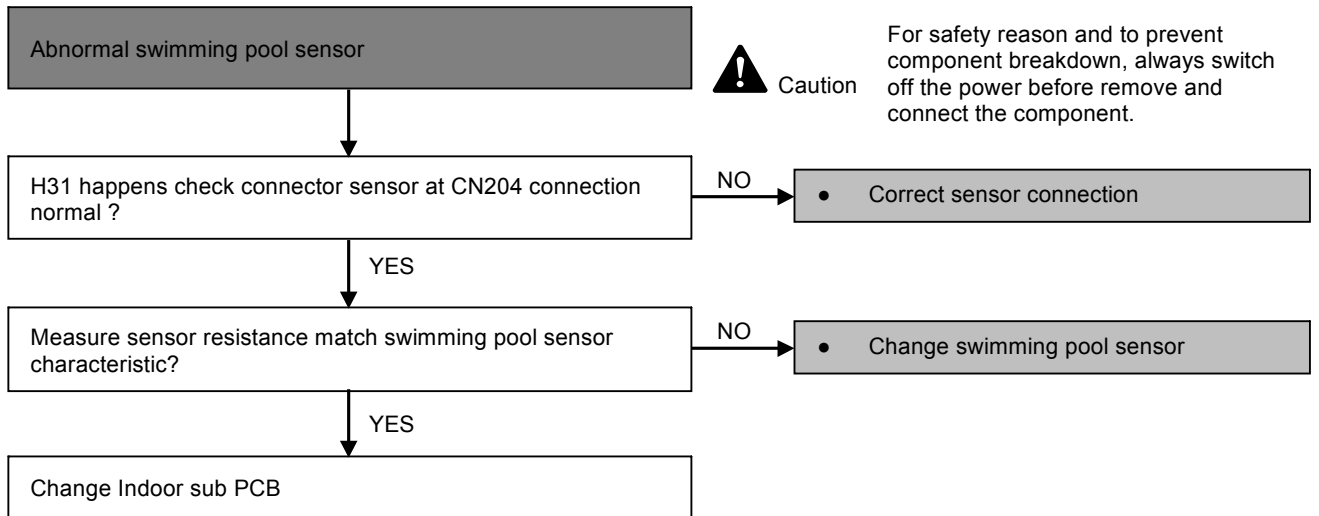 Abnormal swimming pool sensor
Caution
For safety reason and to prevent
component breakdown, always switch
off the power before remove and
connect the component.
H31 happens check connector sensor at CN204 connection
normal ?
NO
● Correct sensor connection
YES
Measure sensor resistance match swimming pool sensor
characteristic?
NO
● Change swimming pool sensor
YES
Change Indoor sub PCB